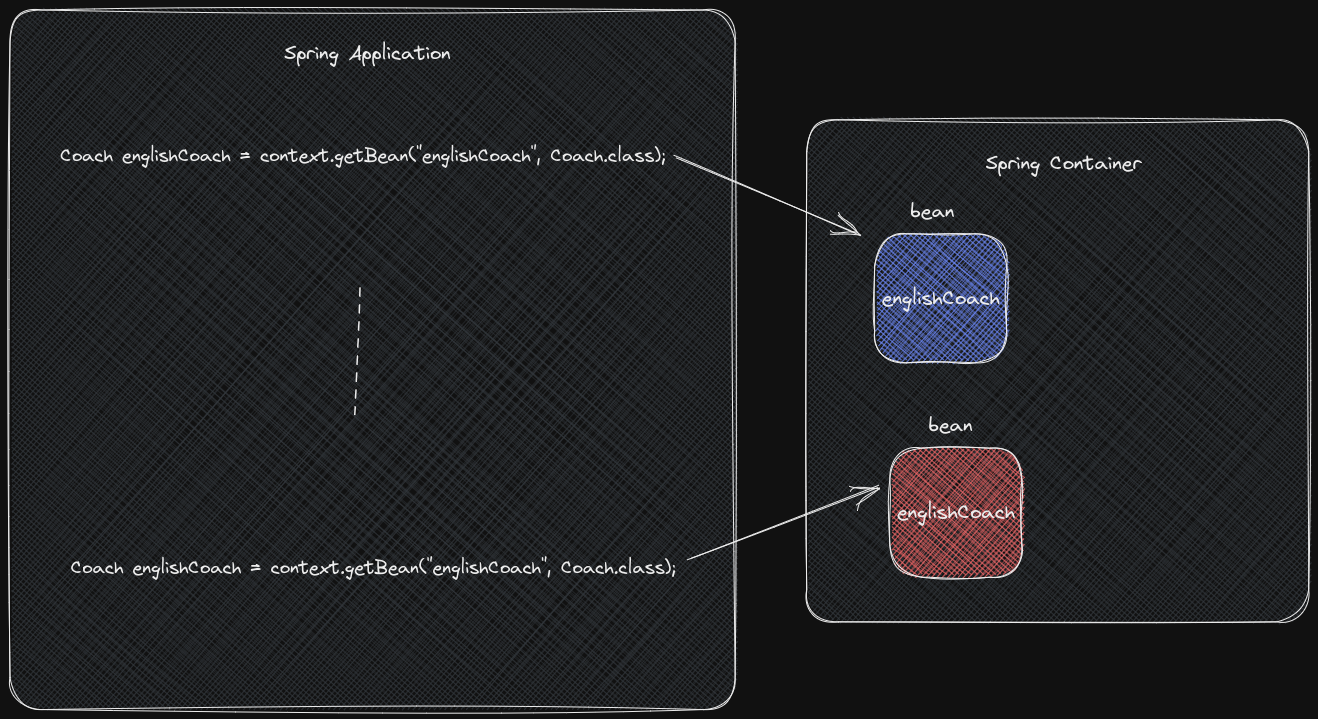 Spring Application
Coach englishCoach = context.getBean("englishCoach", Coach.class);
Coach englishCoach = context.getBean("englishCoach", Coach.class);
Spring Container
bean
englishCoach
bean
englishCoach